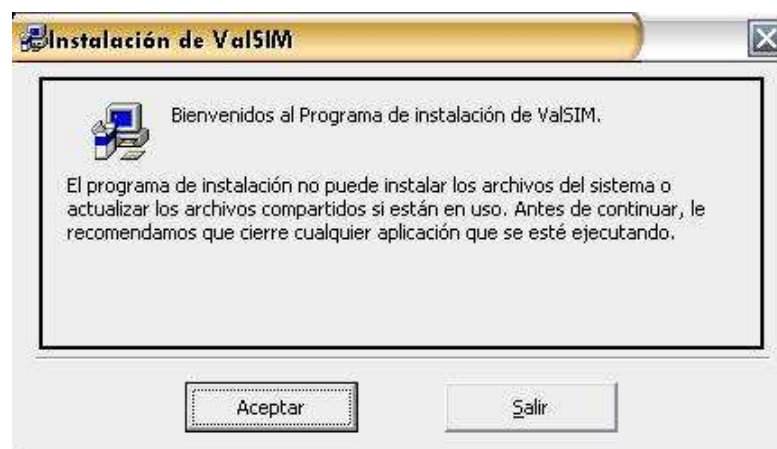 Instalación de ValSIM
Bienvenidos al Programa de instalación de ValSIM.
El programa de instalación no puede instalar los archivos del sistema o
actualizar los archivos compartidos si están en uso. Antes de continuar, le
recomendamos que cierre cualquier aplicación que se esté ejecutando.
Aceptar Salir